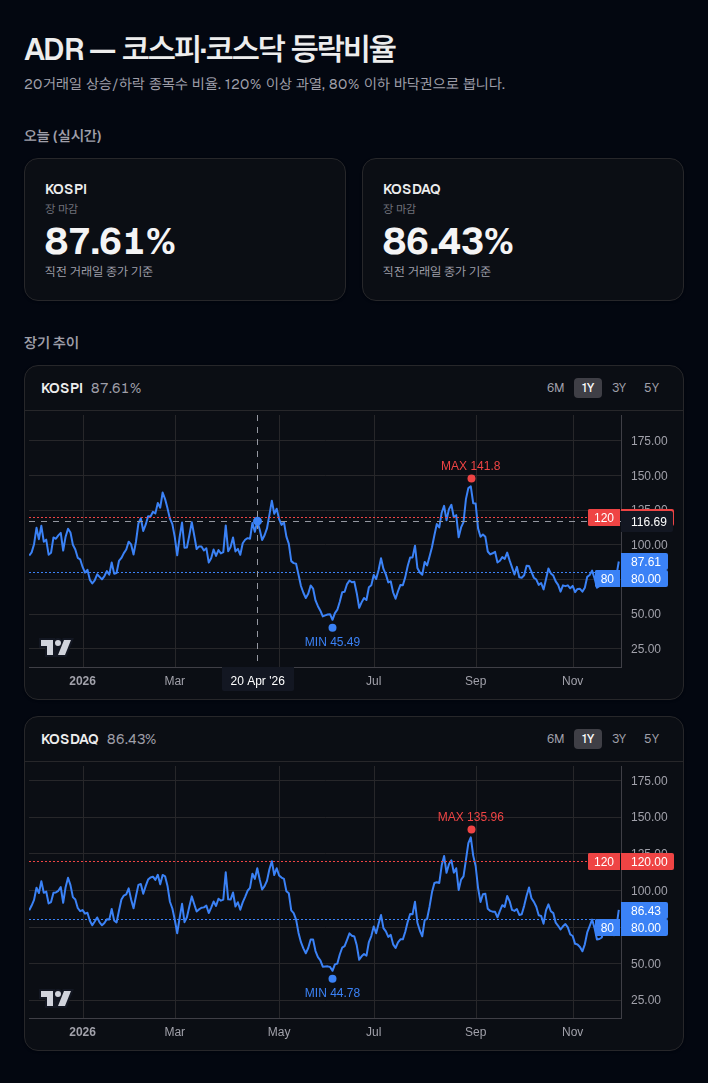 ADR — 코스피·코스닥 등락비율
20거래일 상승/하락 종목수 비율. 120% 이상 과열, 80% 이하 바닥권으로 봅니다.
오늘 (실시간)
KOSPI
장 마감
87.61%
직전 거래일 종가 기준
KOSDAQ
장 마감
86.43%
직전 거래일 종가 기준
장기 추이
KOSPI 87.61%
6M 1Y 3Y 5Y
175.00
MAX 141.8
150.00
120
116.69
100.00
87.61
80 80.00
50.00
MIN 45.49
25.00
2026 Mar 20 Apr '26 Jul Sep Nov
KOSDAQ 86.43%
6M 1Y 3Y 5Y
175.00
MAX 135.96
150.00
125.00
120 120.00
100.00
86.43
80 80.00
50.00
MIN 44.78
25.00
2026 Mar May Jul Sep Nov